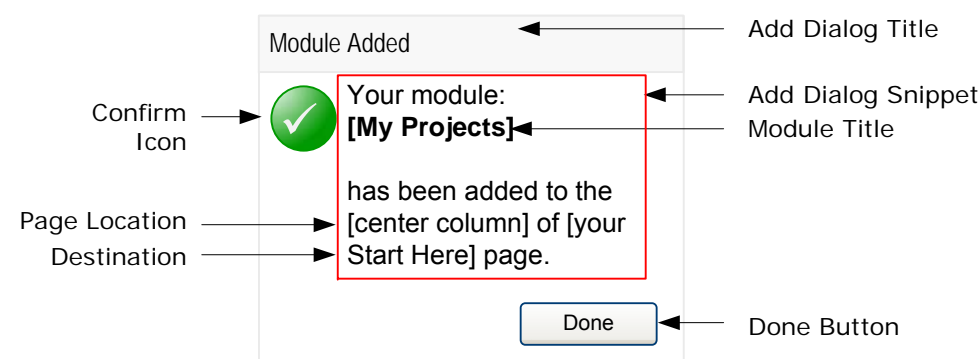 Module Added
Add Dialog Title
Your module:
[My Projects]
has been added to the
[center column] of [your
Start Here] page.
Confirm
Icon
Add Dialog Snippet
Module Title
Page Location
Destination
Done
Done Button